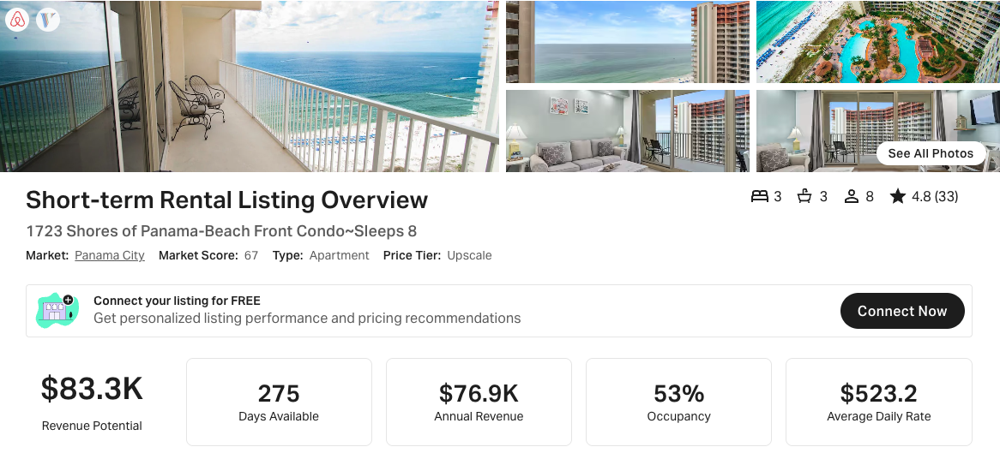 See All Photos
Short-term Rental Listing Overview
3 3 8 4.8 (33)
1723 Shores of Panama-Beach Front Condo~Sleeps 8
Market: Panama City Market Score: 67 Type: Apartment Price Tier: Upscale
Connect your listing for FREE
Get personalized listing performance and pricing recommendations
Connect Now
$83.3K
Revenue Potential
275
Days Available
$76.9K
Annual Revenue
53%
Occupancy
$523.2
Average Daily Rate